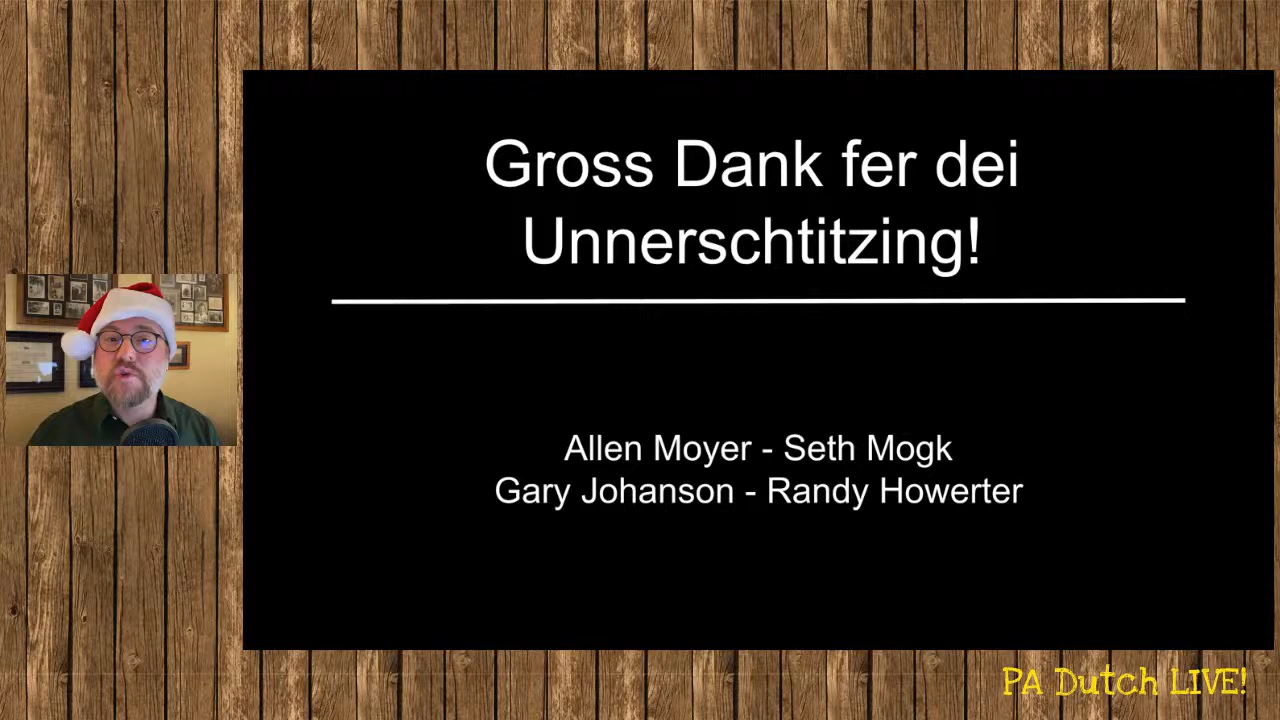 Gross Dank fer dei
Unnerschtitzing!
Allen Moyer - Seth Mogk
Gary Johanson - Randy Howerter
PA Dutch LIVE!